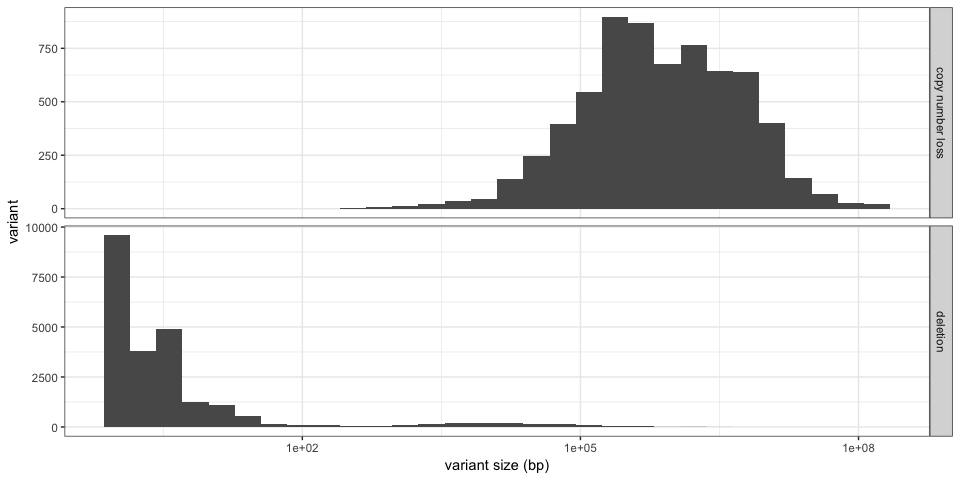 variant
750
500
250
0
copy number loss
10000
7500
5000
2500
0
deletion
1e+02
1e+05
1e+08
variant size (bp)